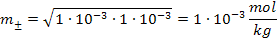 m± = √(1 · 10⁻³ · 1 · 10⁻³) = 1 · 10⁻³ mol/kg